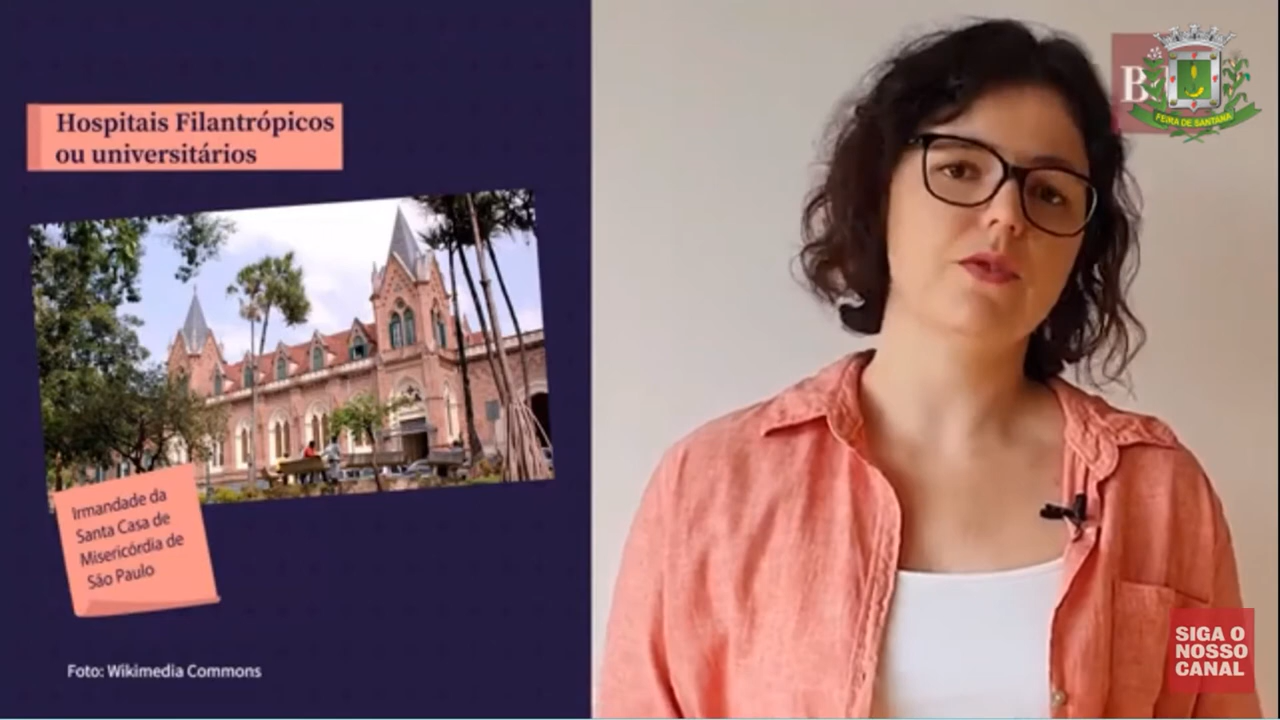 Hospitais Filantrópicos
ou universitários
Irmandade da
Santa Casa de
Misericórdia de
São Paulo
Foto: Wikimedia Commons
FEIRA DE SANTANA
SIGA O
NOSSO
CANAL